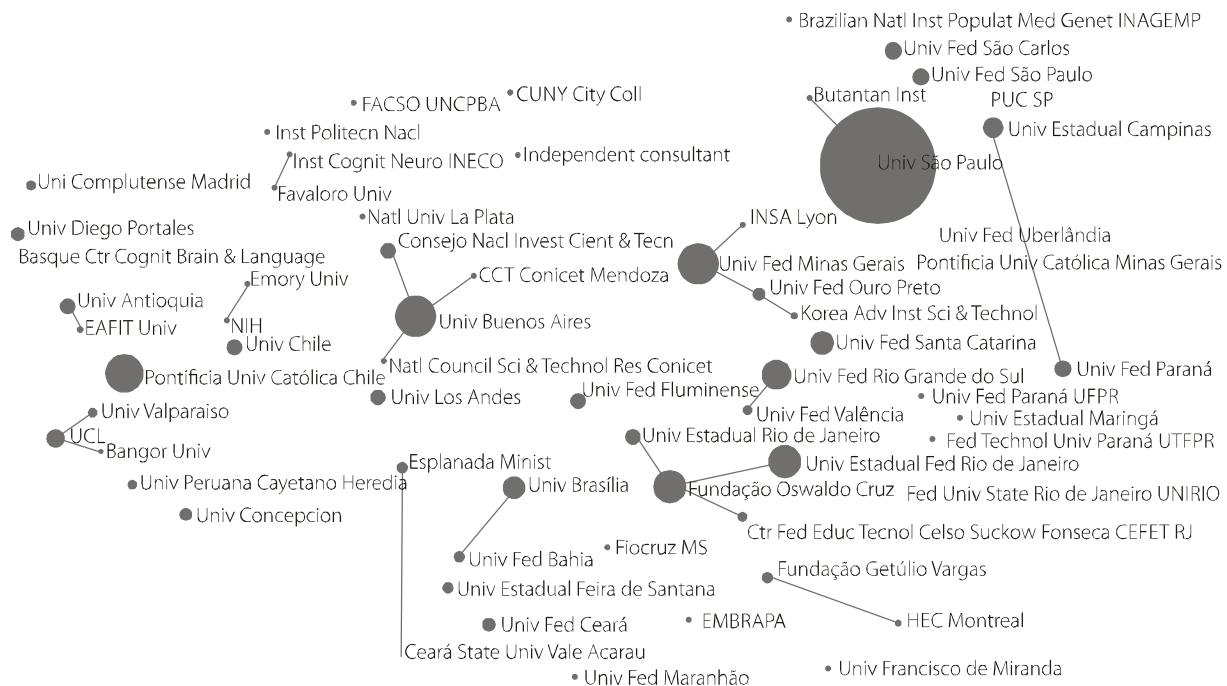 Brazilian Natl Inst Populat Med Genet INAGEMP
Univ Fed São Carlos
Univ Fed São Paulo
CUNY City Coll
Butantan Inst
PUC SP
FACSO UNCPBA
Univ Estadual Campinas
Inst Politecn Nacl
Inst Cognit Neuro INECO
Independent consultant
Univ São Paulo
Uni Complutense Madrid
Favaloro Univ
Natl Univ La Plata
INSA Lyon
Univ Diego Portales
Consejo Nacl Invest Cient & Tecn
Univ Fed Uberlândia
Basque Ctr Cognit Brain & Language
Univ Fed Minas Gerais
Pontificia Univ Católica Minas Gerais
Emory Univ
CCT Conicet Mendoza
Univ Fed Ouro Preto
Univ Antioquia
Korea Adv Inst Sci & Technol
EAFIT Univ
NIH
Univ Buenos Aires
Univ Chile
Univ Fed Santa Catarina
Natl Council Sci & Technol Res Conicet
Univ Fed Paraná
Pontificia Univ Católica Chile
Univ Fed Rio Grande do Sul
Univ Los Andes
Univ Fed Fluminense
Univ Fed Paraná UFPR
Univ Valparaiso
Univ Fed Valência
Univ Estadual Maringá
UCL
Univ Estadual Rio de Janeiro
Fed Technol Univ Paraná UTFPR
Bangor Univ
Esplanada Minist
Univ Estadual Fed Rio de Janeiro
Univ Peruana Cayetano Heredia
Univ Brasília
Fundação Oswaldo Cruz
Fed Univ State Rio de Janeiro UNIRIO
Univ Concepcion
Ctr Fed Educ Tecnol Celso Suckow Fonseca CEFET RJ
Univ Fed Bahia
Fiocruz MS
Fundação Getúlio Vargas
Univ Estadual Feira de Santana
Univ Fed Ceará
EMBRAPA
HEC Montreal
Ceará State Univ Vale Acarau
Univ Fed Maranhão
Univ Francisco de Miranda